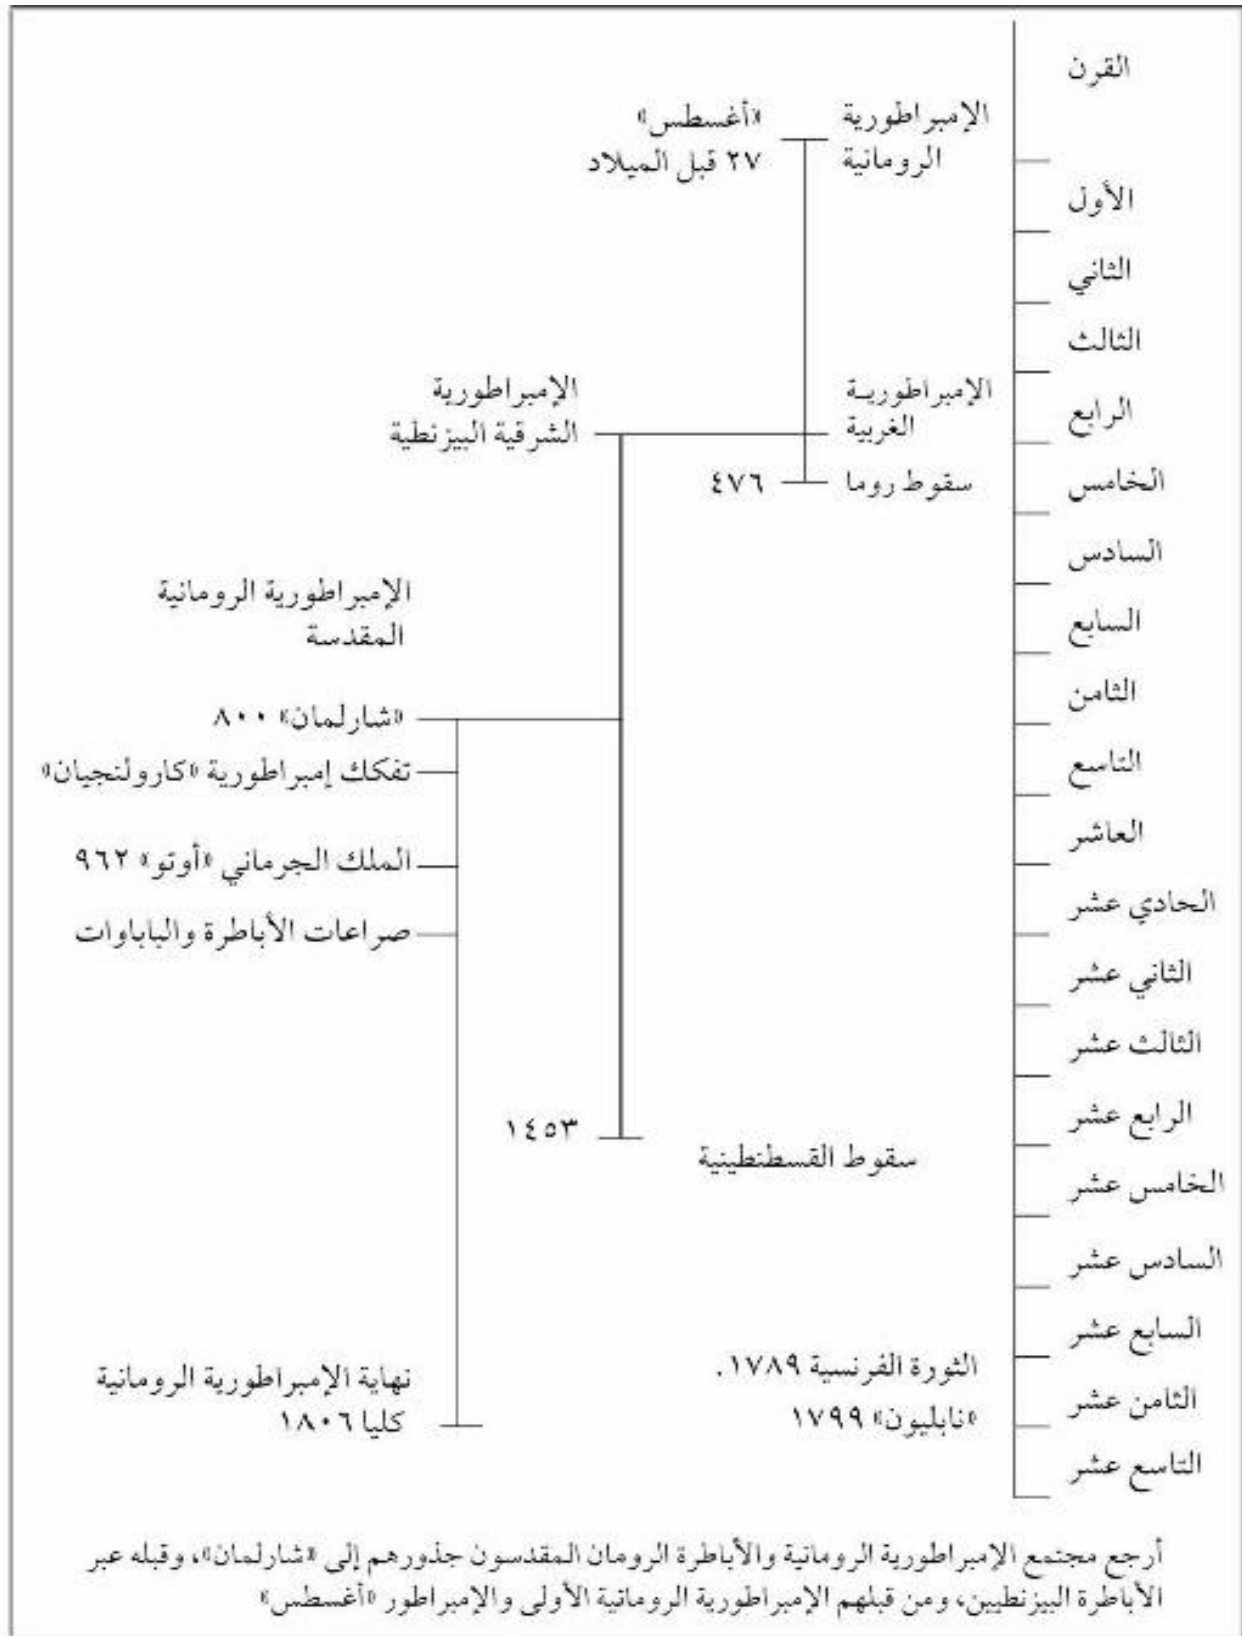 القرن
الأول
الثاني
الثالث
الرابع
الخامس
السادس
السابع
الثامن
التاسع
العاشر
الحادي عشر
الثاني عشر
الثالث عشر
الرابع عشر
الخامس عشر
السادس عشر
السابع عشر
الثامن عشر
التاسع عشر
الإمبراطورية
الرومانية
«أغسطس»
٢٧ قبل الميلاد
الإمبراطورية
الغربية
الإمبراطورية
الشرقية البيزنطية
سقوط روما
٤٧٦
الإمبراطورية الرومانية
المقدسة
«شارلمان» ٨٠٠
تفكك إمبراطورية «كارولنجيان»
الملك الجرماني «أوتو» ٩٦٢
صراعات الأباطرة والباباوات
١٤٥٣
سقوط القسطنطينية
الثورة الفرنسية ١٧٨٩.
«نابليون» ١٧٩٩
نهاية الإمبراطورية الرومانية
كليا ١٨٠٦
أرجع مجتمع الإمبراطورية الرومانية والأباطرة الرومان المقدسون جذورهم إلى «شارلمان»، وقبله عبر
الأباطرة البيزنطيين، ومن قبلهم الإمبراطورية الرومانية الأولى والإمبراطور «أغسطس»